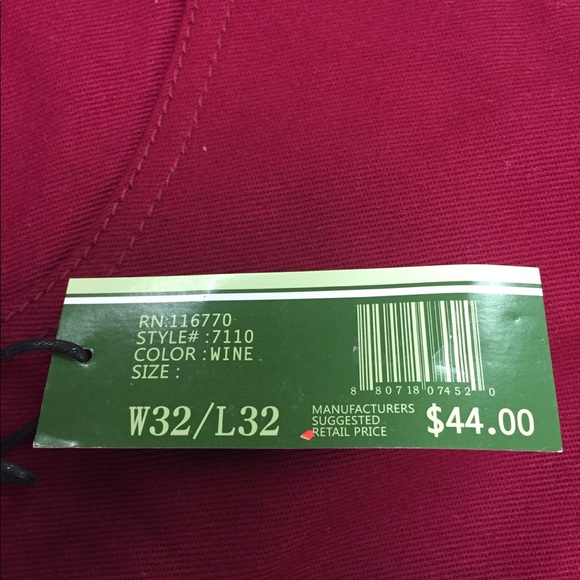 RN:116770
STYLE# :7110
COLOR :WINE
SIZE :
W32/L32
8 80718 07452 0
MANUFACTURERS
SUGGESTED
RETAIL PRICE
$44.00